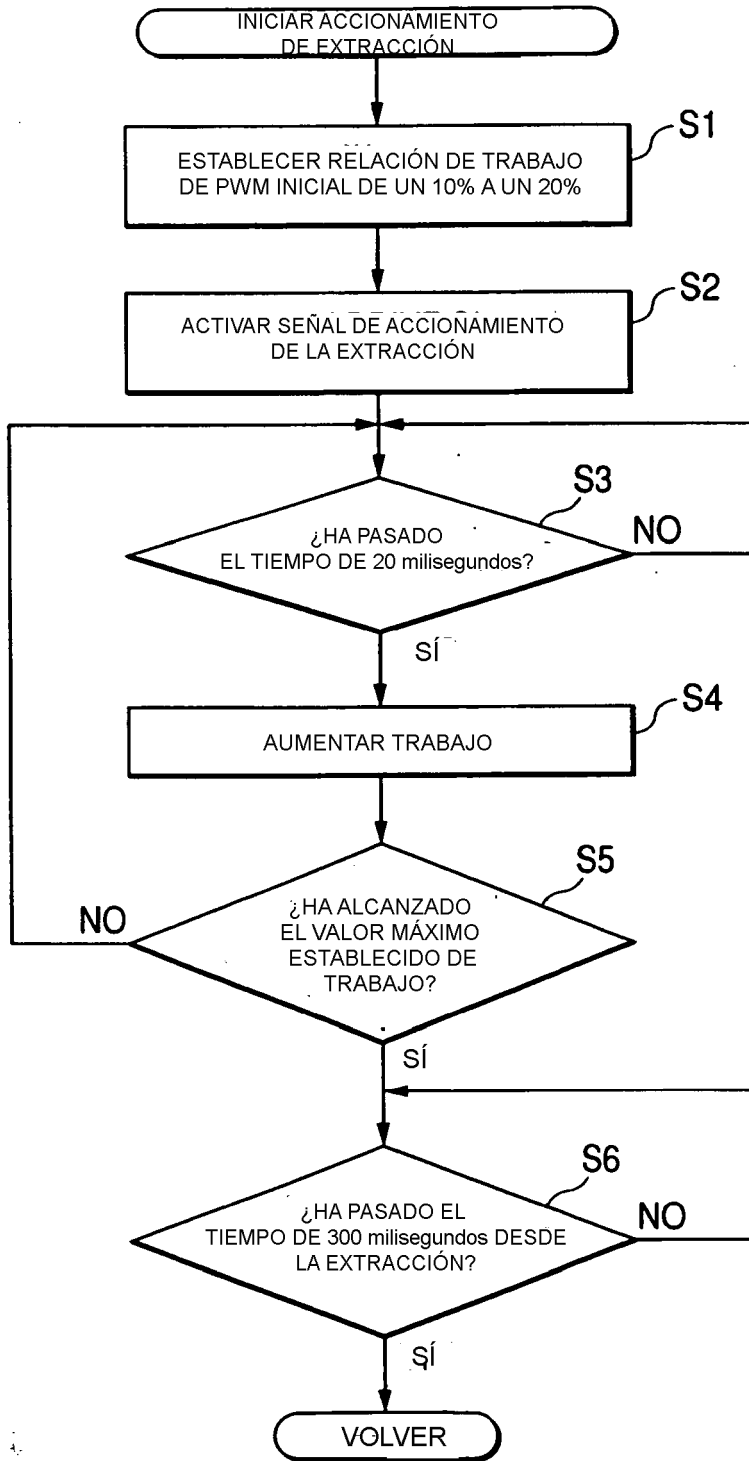 INICIAR ACCIONAMIENTO
DE EXTRACCIÓN
S1
ESTABLECER RELACIÓN DE TRABAJO
DE PWM INICIAL DE UN 10% A UN 20%
S2
ACTIVAR SEÑAL DE ACCIONAMIENTO
DE LA EXTRACCIÓN
S3
¿HA PASADO
EL TIEMPO DE 20 milisegundos?
NO
SÍ
S4
AUMENTAR TRABAJO
S5
¿HA ALCANZADO
EL VALOR MÁXIMO
ESTABLECIDO DE
TRABAJO?
NO
SÍ
S6
¿HA PASADO EL
TIEMPO DE 300 milisegundos DESDE
LA EXTRACCIÓN?
NO
SÍ
VOLVER